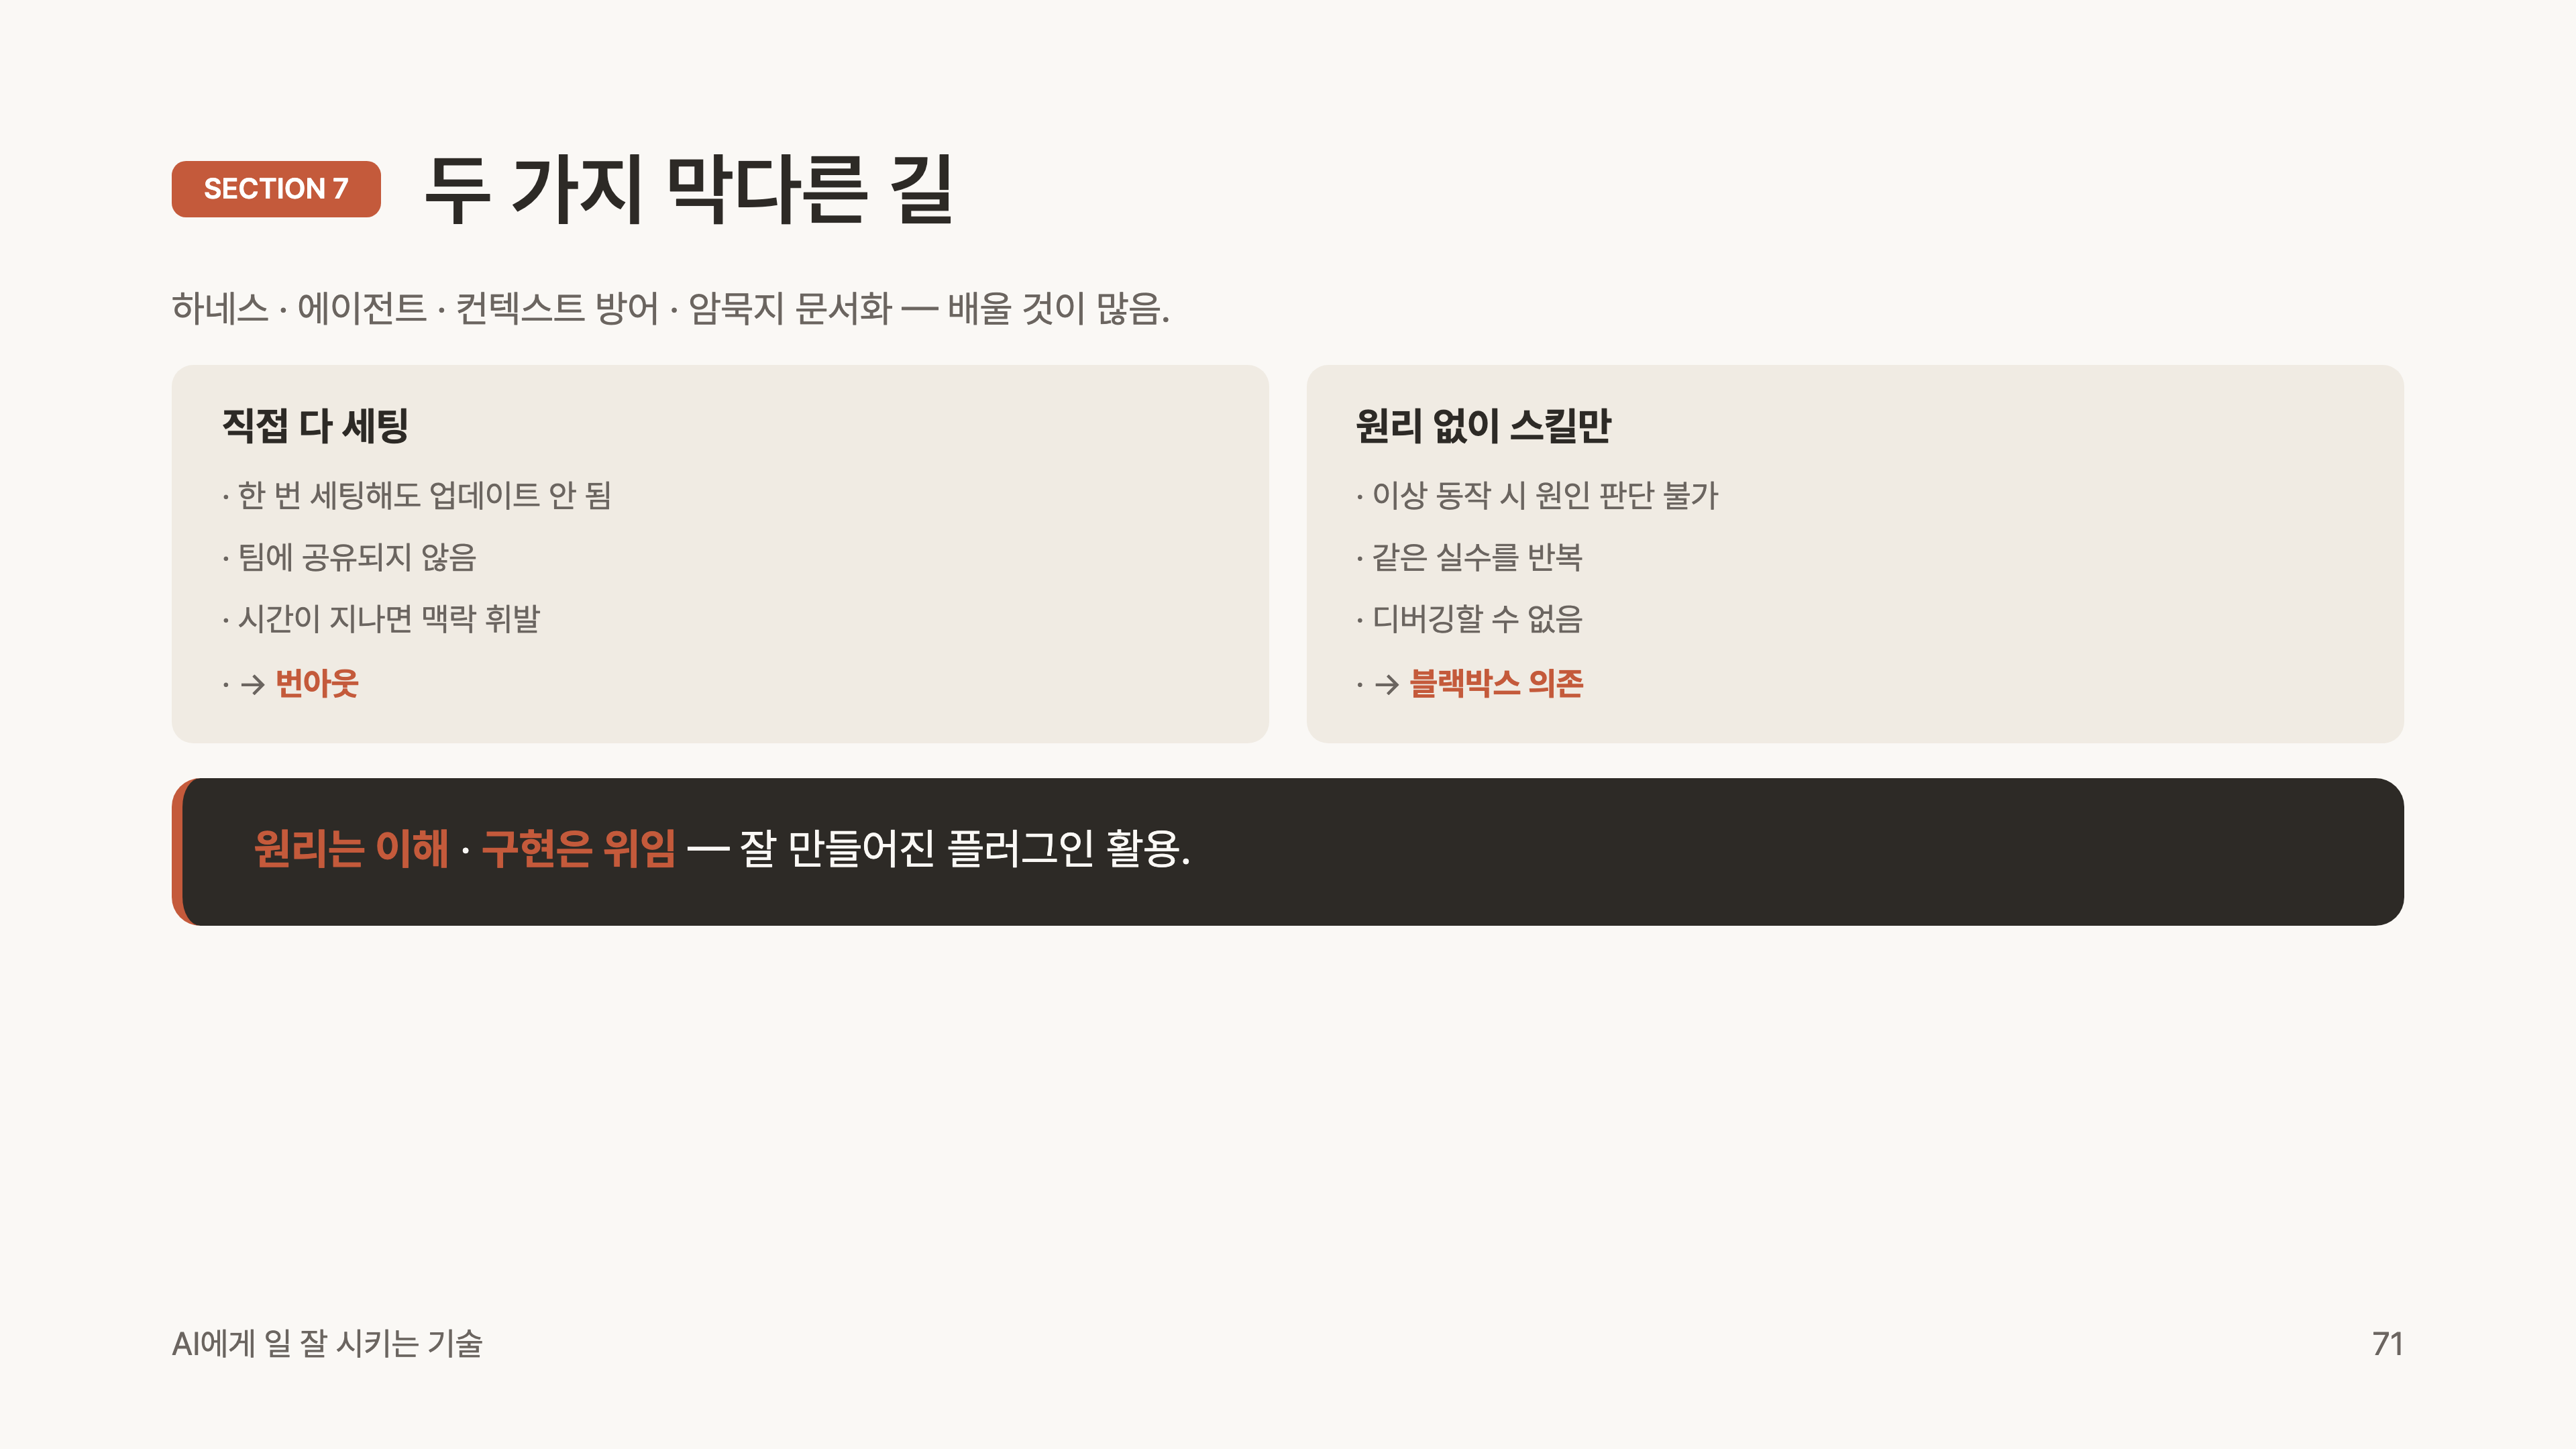 SECTION 7
두 가지 막다른 길
하네스 · 에이전트 · 컨텍스트 방어 · 암묵지 문서화 — 배울 것이 많음.
직접 다 세팅
· 한 번 세팅해도 업데이트 안 됨
· 팀에 공유되지 않음
· 시간이 지나면 맥락 휘발
· → 번아웃
원리 없이 스킬만
· 이상 동작 시 원인 판단 불가
· 같은 실수를 반복
· 디버깅할 수 없음
· → 블랙박스 의존
원리는 이해 · 구현은 위임 — 잘 만들어진 플러그인 활용.
AI에게 일 잘 시키는 기술
71